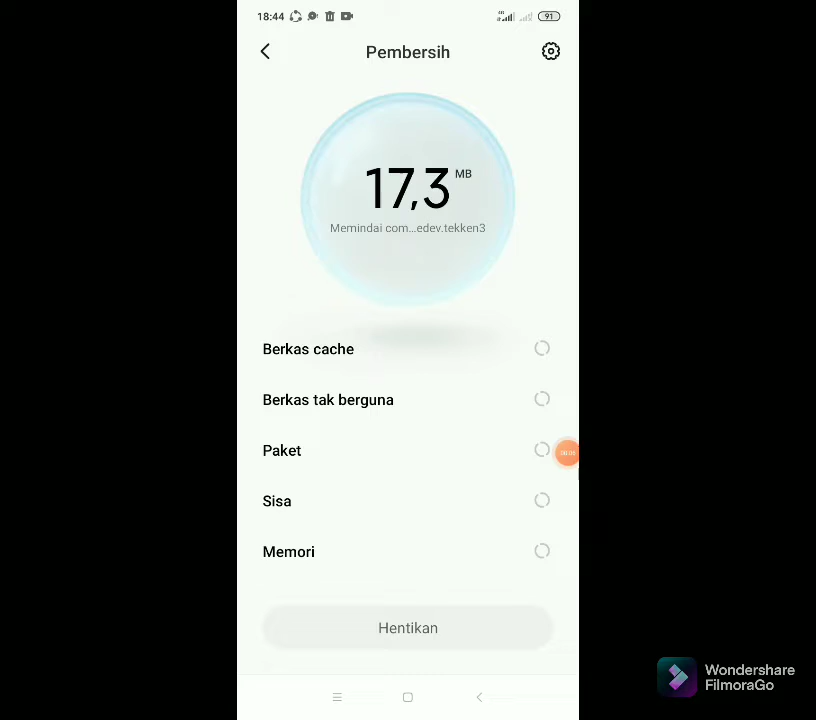 18:44
91
Pembersih
17,3 MB
Memindai com...edev.tekken3
Berkas cache
Berkas tak berguna
Paket
Sisa
Memori
Hentikan
Wondershare
FilmoraGo